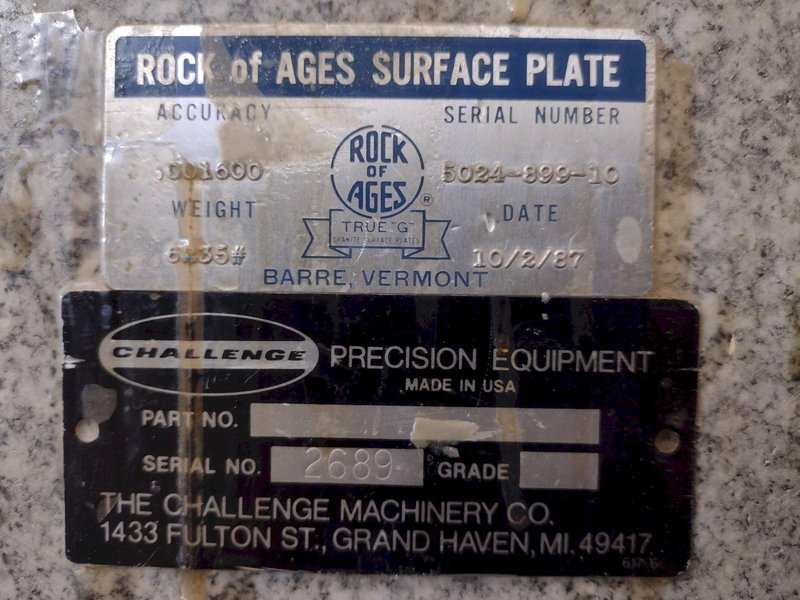 ROCK of AGES SURFACE PLATE
ACCURACY SERIAL NUMBER
.001600 5024-899-10
ROCK
OF
AGES
®
WEIGHT DATE
TRUE "G"
GRANITE SURFACE PLATES
6135# 10/2/87
BARRE, VERMONT
CHALLENGE PRECISION EQUIPMENT
MADE IN USA
PART NO.
SERIAL NO. 2689 GRADE
THE CHALLENGE MACHINERY CO.
1433 FULTON ST., GRAND HAVEN, MI. 49417